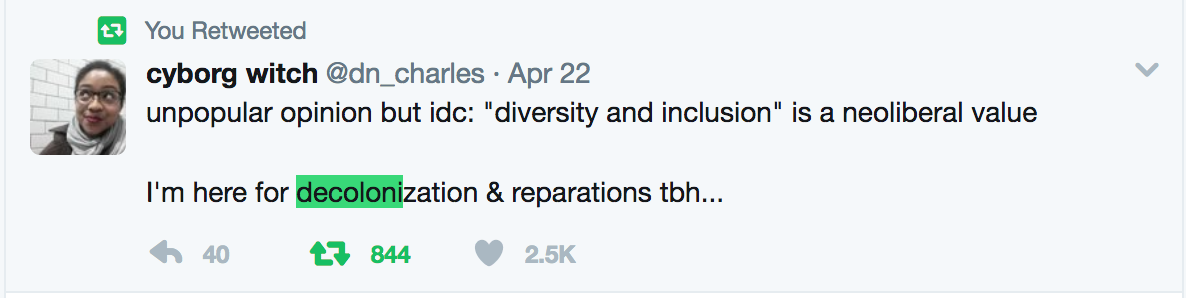 You Retweeted
cyborg witch @dn_charles · Apr 22
unpopular opinion but idc: "diversity and inclusion" is a neoliberal value
I'm here for decolonization & reparations tbh...
40 844 2.5K